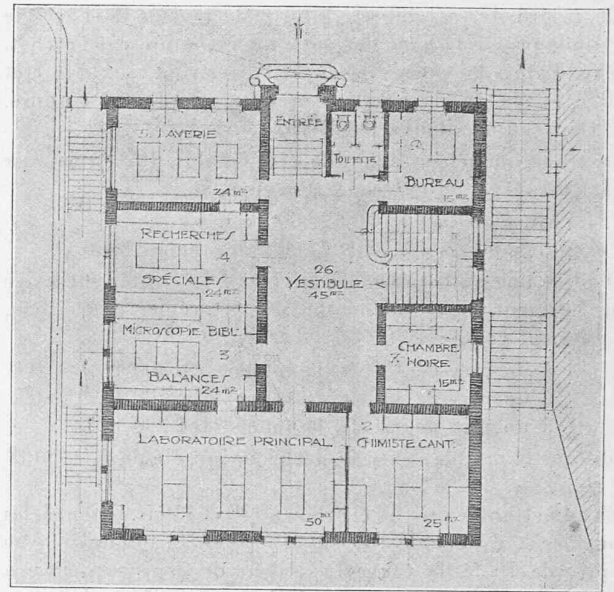 ENTRÉE
5. LAVERIE
24 m²
TOILETTE
BUREAU
15 m²
RECHERCHES
4
SPÉCIALES
24 m²
26
VESTIBULE
45 m²
MICROSCOPIE BIBL.
3
BALANCES
24 m²
CHAMBRE
NOIRE
15 m²
LABORATOIRE PRINCIPAL
50 m²
2
CHIMISTE CANT.
25 m²